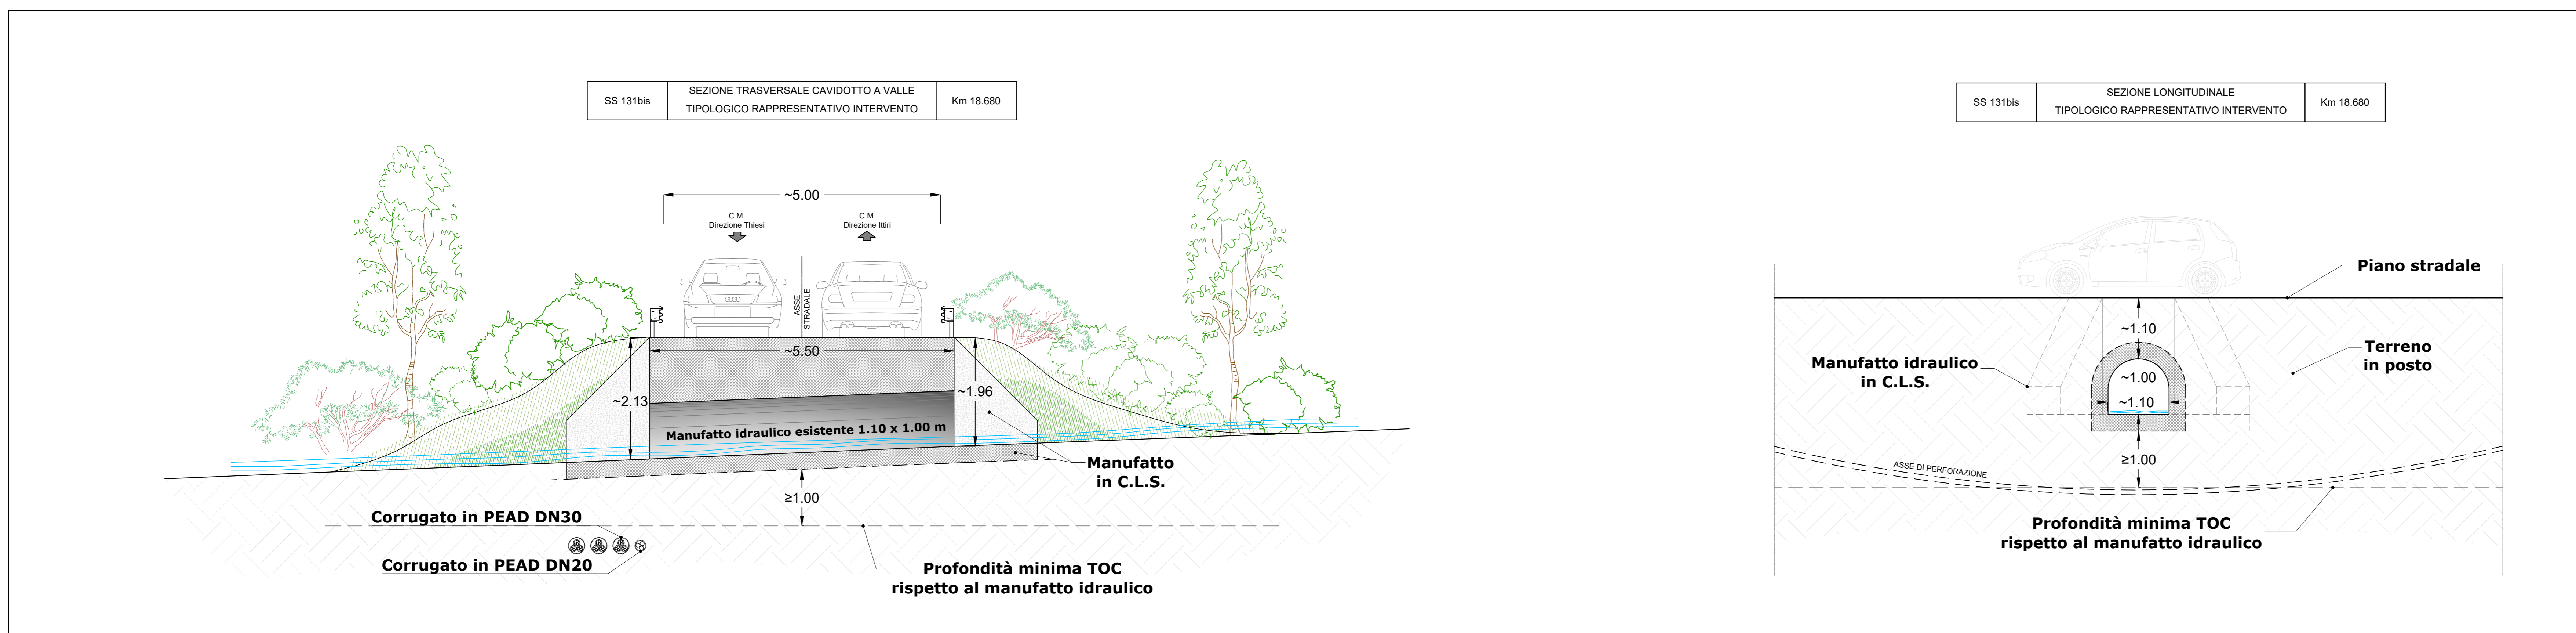 SS 131bis
SEZIONE TRASVERSALE CAVIDOTTO A VALLE
TIPOLOGICO RAPPRESENTATIVO INTERVENTO
Km 18.680
~5.00
C.M.
Direzione Thiesi
C.M.
Direzione Ittiri
ASSE
STRADALE
~5.50
~2.13
~1.96
Manufatto idraulico esistente 1.10 x 1.00 m
Manufatto
in C.L.S.
≥1.00
Corrugato in PEAD DN30
Corrugato in PEAD DN20
Profondità minima TOC
rispetto al manufatto idraulico
SS 131bis
SEZIONE LONGITUDINALE
TIPOLOGICO RAPPRESENTATIVO INTERVENTO
Km 18.680
Piano stradale
~1.10
Terreno
in posto
Manufatto idraulico
in C.L.S.
~1.00
~1.10
≥1.00
ASSE DI PERFORAZIONE
Profondità minima TOC
rispetto al manufatto idraulico